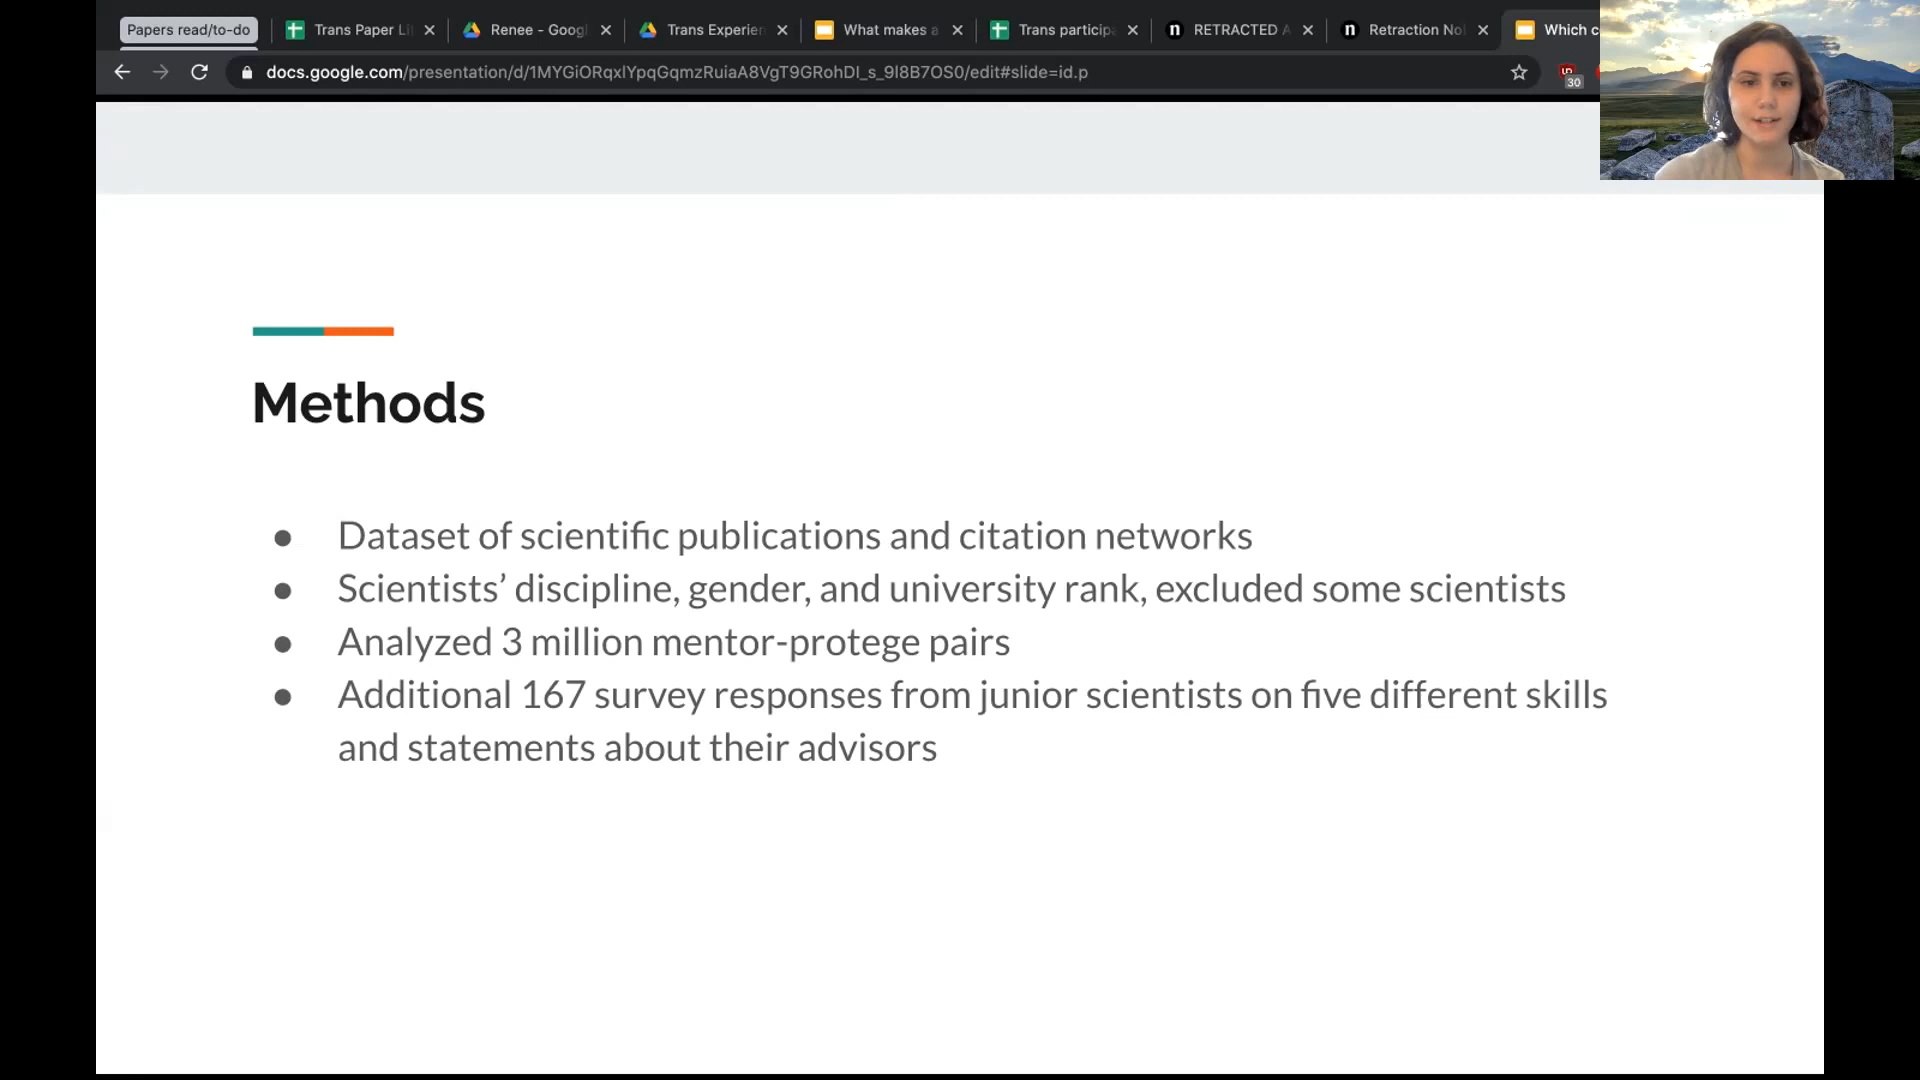 Papers read/to-do
Trans Paper Li
Renee - Googl
Trans Experien
What makes a
Trans particip
RETRACTED A
Retraction No
Which c
docs.google.com/presentation/d/1MYGiORqxlYpqGqmzRuiaA8VgT9GRohDI_s_9I8B7OS0/edit#slide=id.p
30
Methods
● Dataset of scientific publications and citation networks
● Scientists’ discipline, gender, and university rank, excluded some scientists
● Analyzed 3 million mentor-protege pairs
● Additional 167 survey responses from junior scientists on five different skills
and statements about their advisors